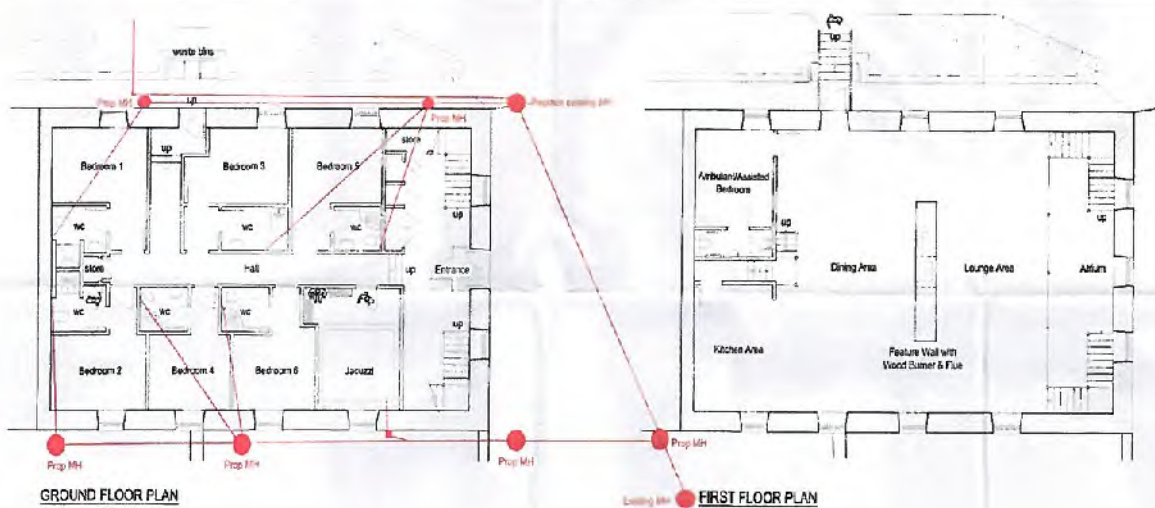 waste bins
up
Prop MH
up
Prop MH
Position existing MH
Bedroom 1
up
Bedroom 3
Bedroom 5
store
wc
wc
wc
up
store
Hall
up
Entrance
wc
wc
wc
up
Bedroom 2
Bedroom 4
Bedroom 6
Jacuzzi
Prop MH
Prop MH
Prop MH
Prop MH
Existing MH
GROUND FLOOR PLAN
up
Ambulant/Assisted
Bedroom
up
up
Dining Area
Lounge Area
Atrium
Kitchen Area
Feature Wall with
Wood Burner & Flue
FIRST FLOOR PLAN